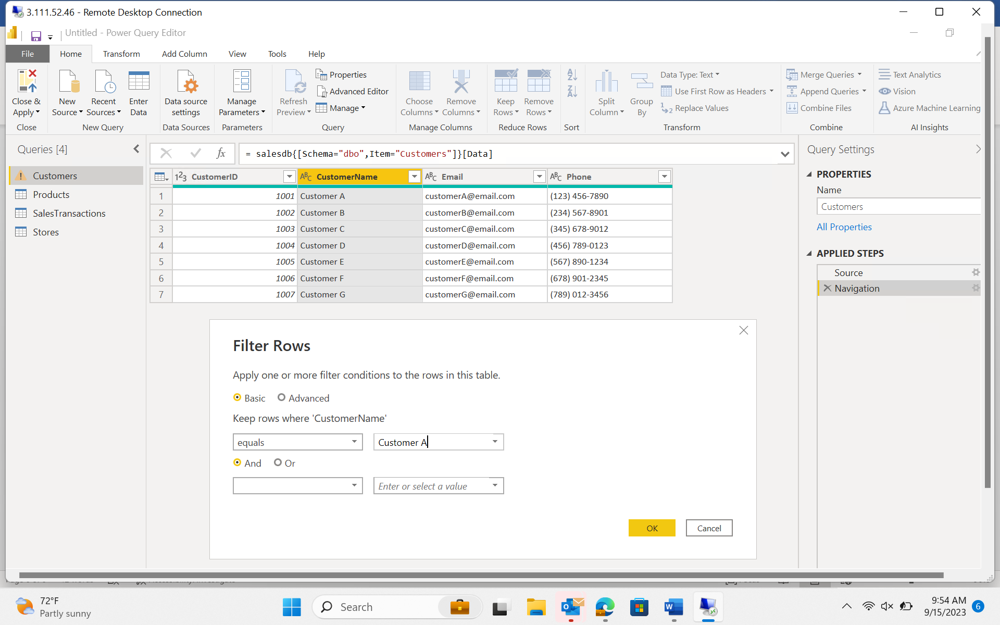 3.111.52.46 - Remote Desktop Connection
Untitled - Power Query Editor
File Home Transform Add Column View Tools Help
Close & Apply
New Source
Recent Sources
Enter Data
Data source settings
Manage Parameters
Refresh Preview
Properties
Advanced Editor
Manage
Choose Columns
Remove Columns
Keep Rows
Remove Rows
Split Column
Group By
Data Type: Text
Use First Row as Headers
Replace Values
Merge Queries
Append Queries
Combine Files
Text Analytics
Vision
Azure Machine Learning
Close New Query Data Sources Parameters Query Manage Columns Reduce Rows Sort Transform Combine AI Insights
Queries [4]
Customers
Products
SalesTransactions
Stores
fx = salesdb{[Schema="dbo",Item="Customers"]}[Data]
123 CustomerID ABC CustomerName ABC Email ABC Phone
1 1001 Customer A customerA@email.com (123) 456-7890
2 1002 Customer B customerB@email.com (234) 567-8901
3 1003 Customer C customerC@email.com (345) 678-9012
4 1004 Customer D customerD@email.com (456) 789-0123
5 1005 Customer E customerE@email.com (567) 890-1234
6 1006 Customer F customerF@email.com (678) 901-2345
7 1007 Customer G customerG@email.com (789) 012-3456
Filter Rows
Apply one or more filter conditions to the rows in this table.
Basic Advanced
Keep rows where 'CustomerName'
equals Customer A
And Or
Enter or select a value
OK Cancel
Query Settings
PROPERTIES
Name
Customers
All Properties
APPLIED STEPS
Source
Navigation
72°F
Partly sunny
Search
9:54 AM
9/15/2023
6